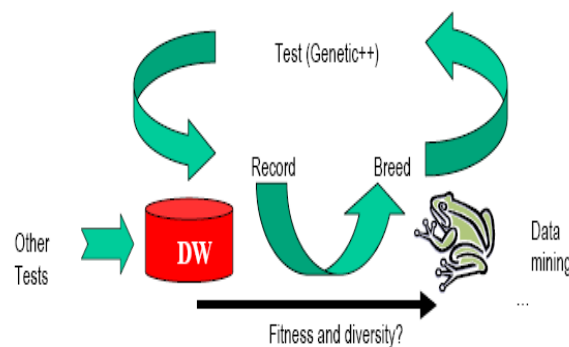 Test (Genetic++)
Record
Breed
Other
Tests
DW
Data
mining
...
Fitness and diversity?